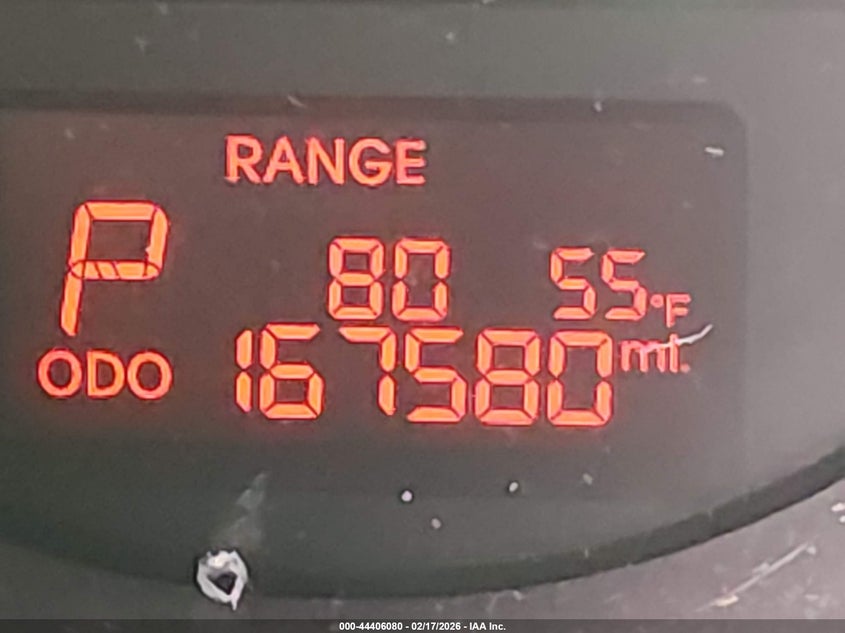 RANGE
P 80 55°F
ODO 167580 mi.
000-44406080 - 02/17/2026 - IAA Inc.